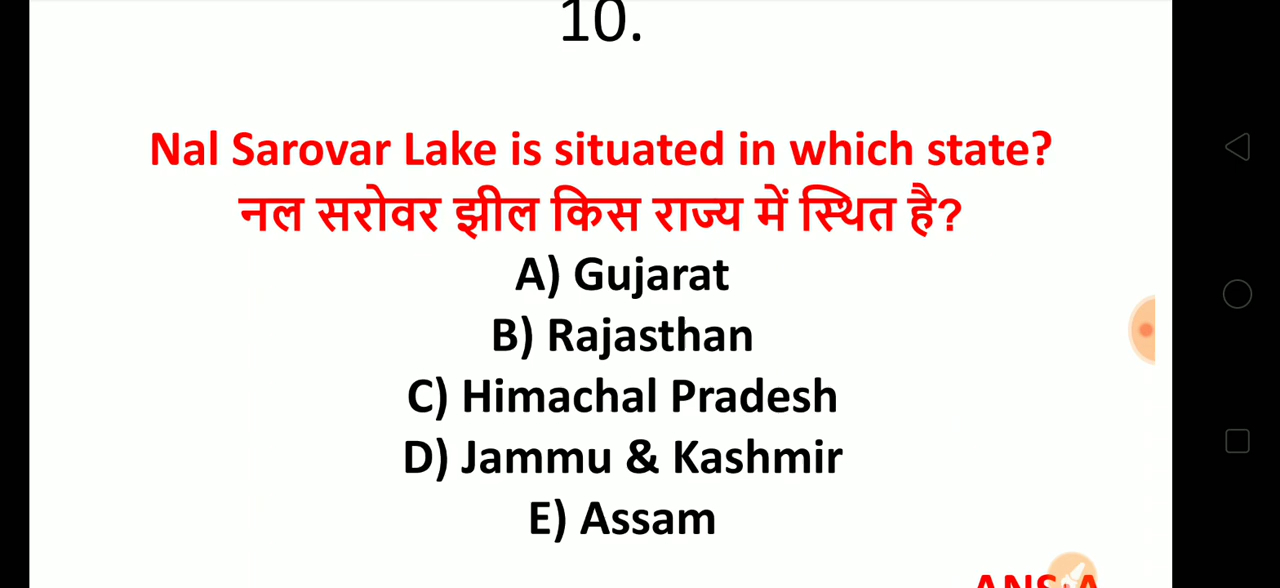 10.
Nal Sarovar Lake is situated in which state?
नल सरोवर झील किस राज्य में स्थित है?
A) Gujarat
B) Rajasthan
C) Himachal Pradesh
D) Jammu & Kashmir
E) Assam
ANS:A